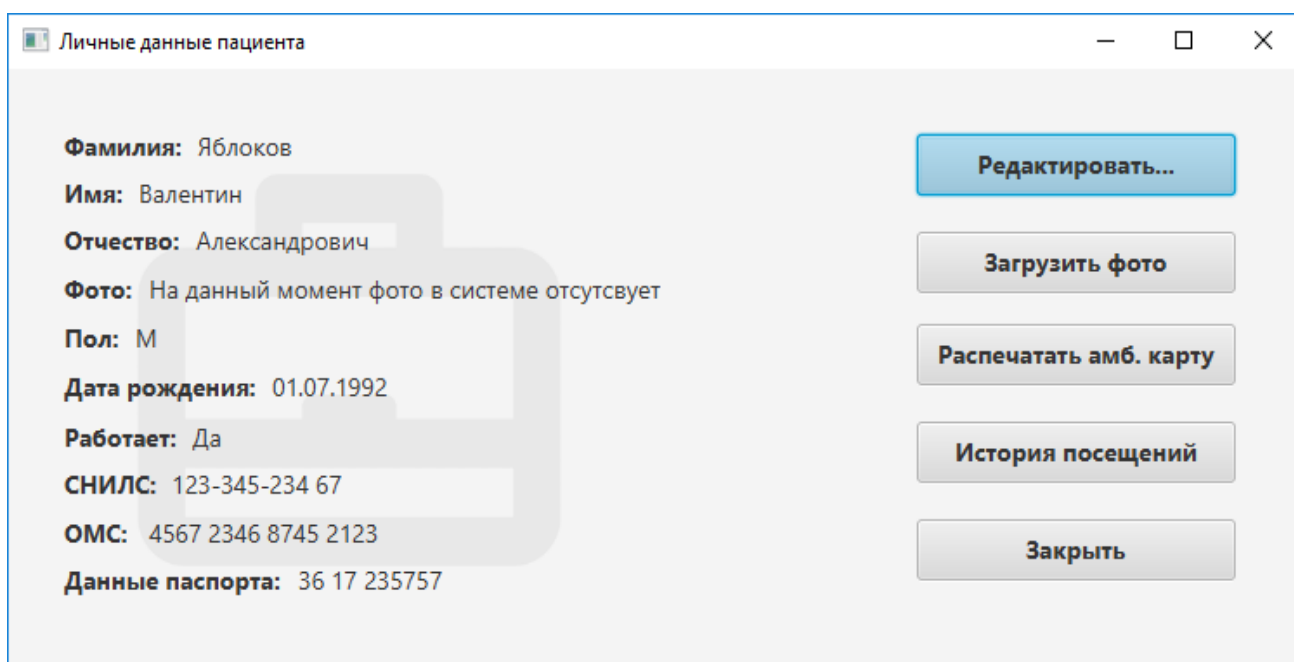 Личные данные пациента
Фамилия: Яблоков
Имя: Валентин
Отчество: Александрович
Фото: На данный момент фото в системе отсутсвует
Пол: М
Дата рождения: 01.07.1992
Работает: Да
СНИЛС: 123-345-234 67
ОМС: 4567 2346 8745 2123
Данные паспорта: 36 17 235757
Редактировать...
Загрузить фото
Распечатать амб. карту
История посещений
Закрыть